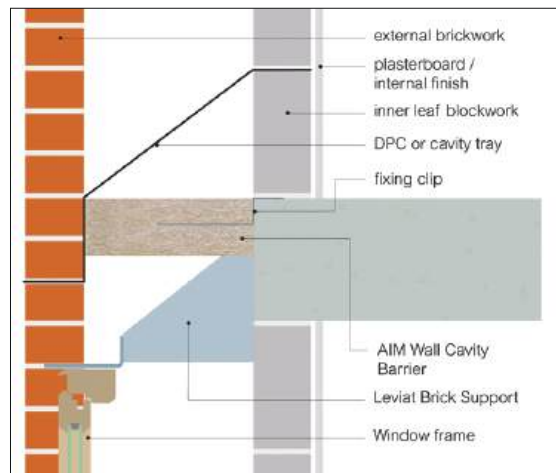 external brickwork
plasterboard /
internal finish
inner leaf blockwork
DPC or cavity tray
fixing clip
AIM Wall Cavity
Barrier
Leviat Brick Support
Window frame